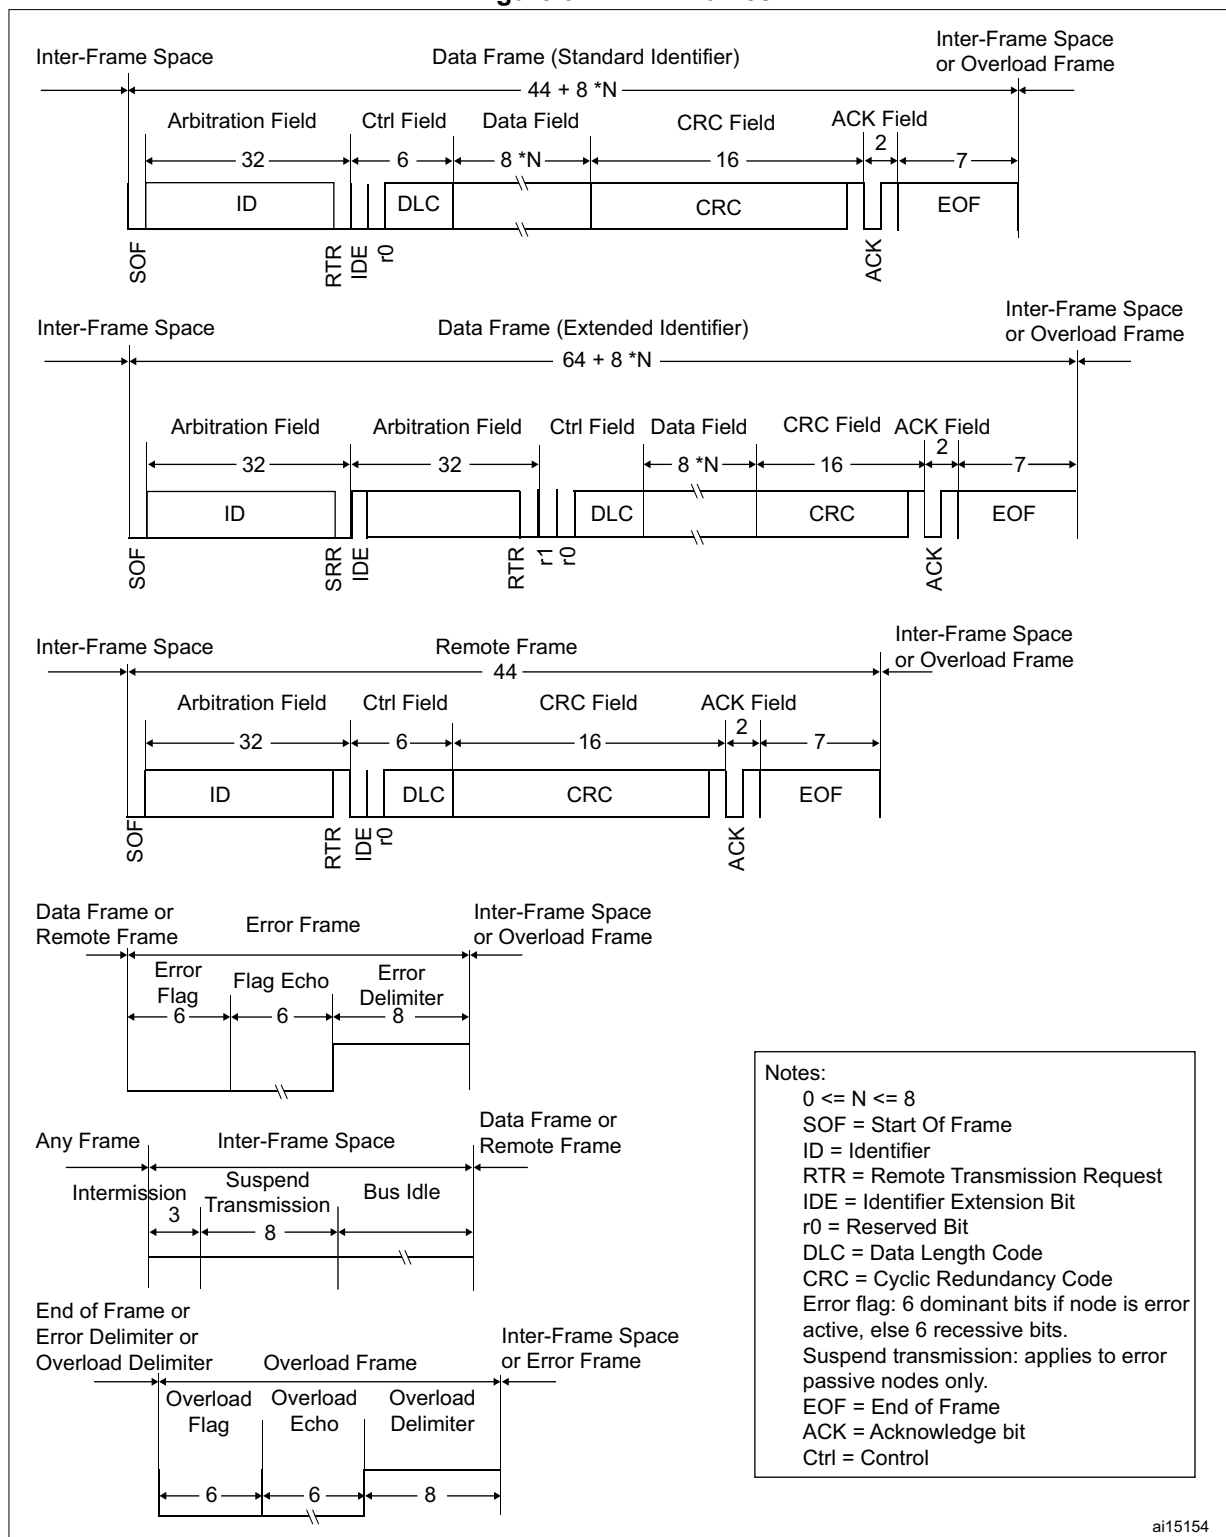 Inter-Frame Space
Data Frame (Standard Identifier)
Inter-Frame Space
or Overload Frame
44 + 8 *N
Arbitration Field
Ctrl Field
Data Field
CRC Field
ACK Field
32
6
8 *N
16
2
7
ID
DLC
CRC
EOF
SOF
RTR
IDE
r0
ACK
Inter-Frame Space
Data Frame (Extended Identifier)
Inter-Frame Space
or Overload Frame
64 + 8 *N
Arbitration Field
Arbitration Field
Ctrl Field
Data Field
CRC Field
ACK Field
32
32
8 *N
16
2
7
ID
DLC
CRC
EOF
SOF
SRR
IDE
RTR
r1
r0
ACK
Inter-Frame Space
Remote Frame
Inter-Frame Space
or Overload Frame
44
Arbitration Field
Ctrl Field
CRC Field
ACK Field
32
6
16
2
7
ID
DLC
CRC
EOF
SOF
RTR
IDE
r0
ACK
Data Frame or
Remote Frame
Error Frame
Inter-Frame Space
or Overload Frame
Error
Flag
Flag Echo
Error
Delimiter
6
6
8
Any Frame
Inter-Frame Space
Data Frame or
Remote Frame
Intermission
3
Suspend
Transmission
8
Bus Idle
End of Frame or
Error Delimiter or
Overload Delimiter
Overload Frame
Inter-Frame Space
or Error Frame
Overload
Flag
Overload
Echo
Overload
Delimiter
6
6
8
Notes:
0 <= N <= 8
SOF = Start Of Frame
ID = Identifier
RTR = Remote Transmission Request
IDE = Identifier Extension Bit
r0 = Reserved Bit
DLC = Data Length Code
CRC = Cyclic Redundancy Code
Error flag: 6 dominant bits if node is error
active, else 6 recessive bits.
Suspend transmission: applies to error
passive nodes only.
EOF = End of Frame
ACK = Acknowledge bit
Ctrl = Control
ai15154